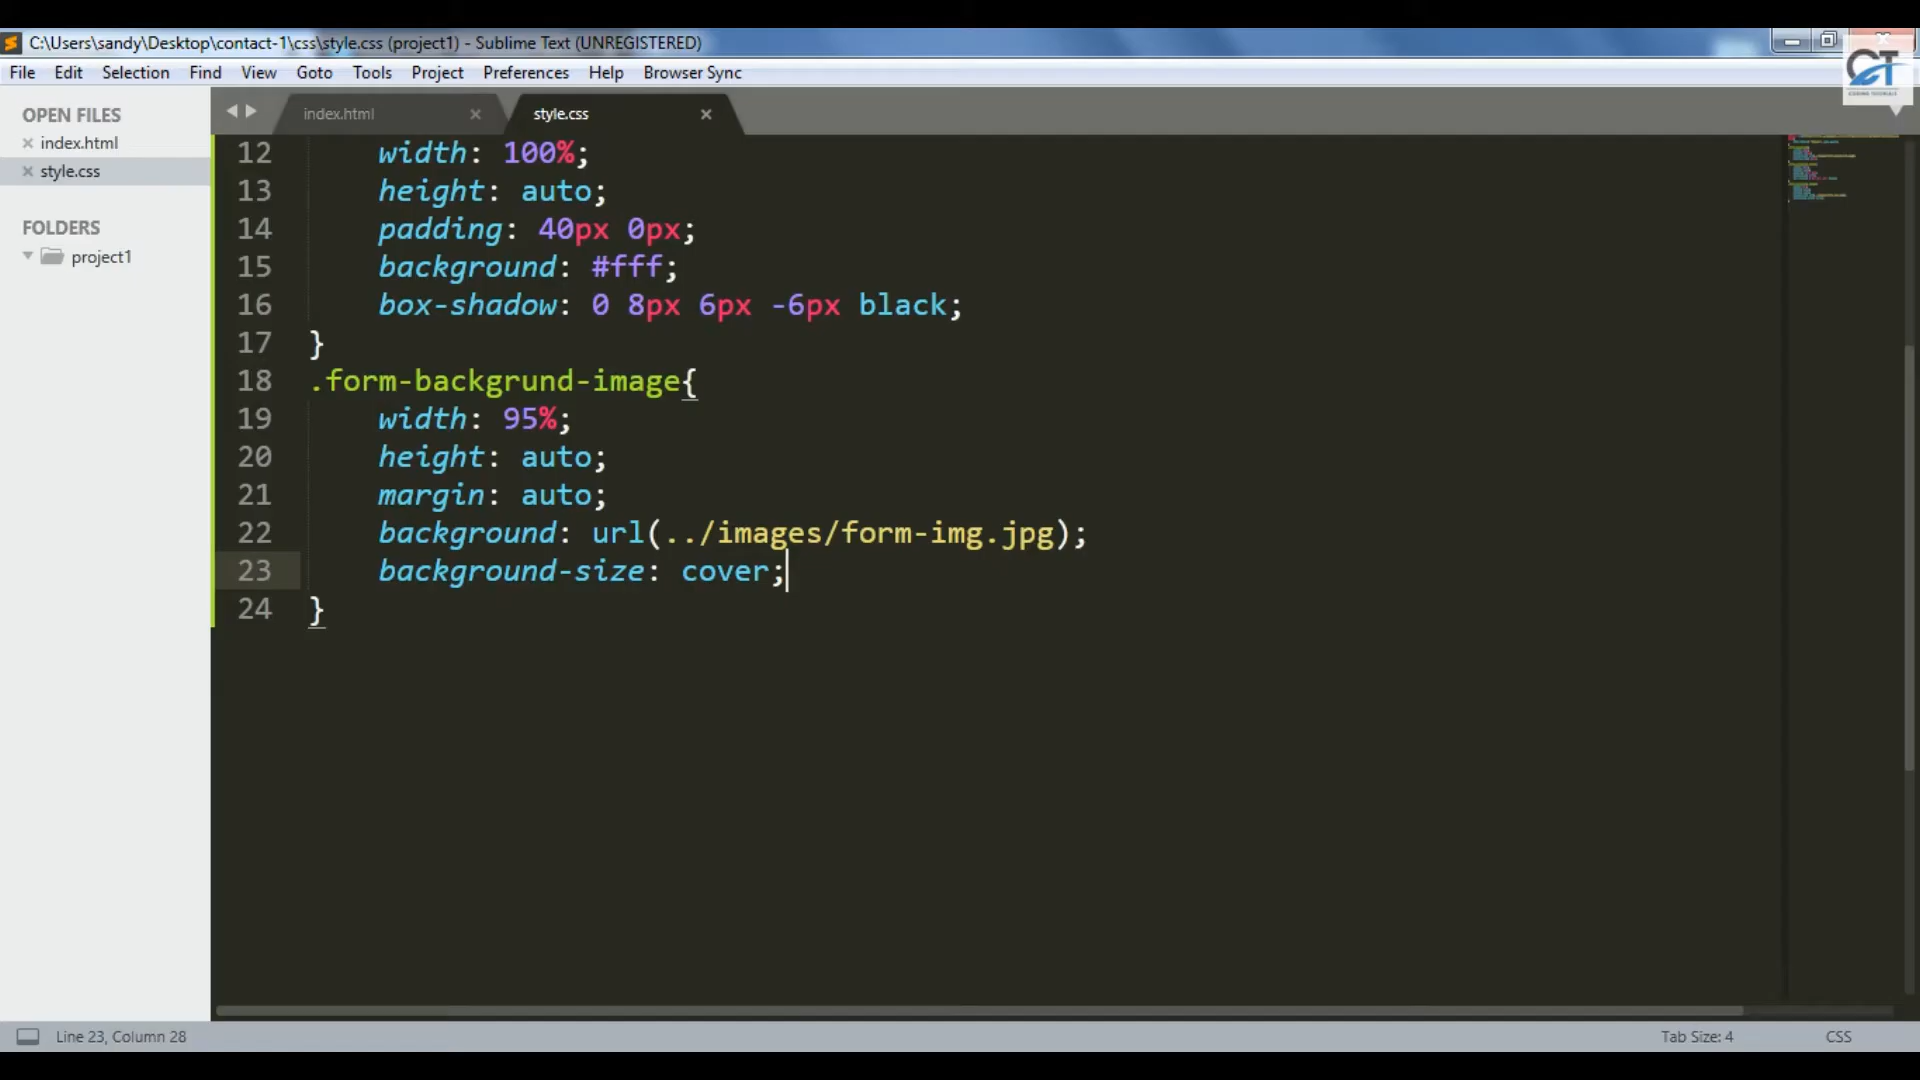 C:\Users\sandy\Desktop\contact-1\css\style.css (project1) - Sublime Text (UNREGISTERED)
File Edit Selection Find View Goto Tools Project Preferences Help Browser Sync
CT
CODING TUTORIALS
OPEN FILES
index.html
style.css
FOLDERS
project1
index.html
style.css
12 width: 100%;
13 height: auto;
14 padding: 40px 0px;
15 background: #fff;
16 box-shadow: 0 8px 6px -6px black;
17 }
18 .form-backgrund-image{
19 width: 95%;
20 height: auto;
21 margin: auto;
22 background: url(../images/form-img.jpg);
23 background-size: cover;
24 }
Line 23, Column 28
Tab Size: 4
CSS